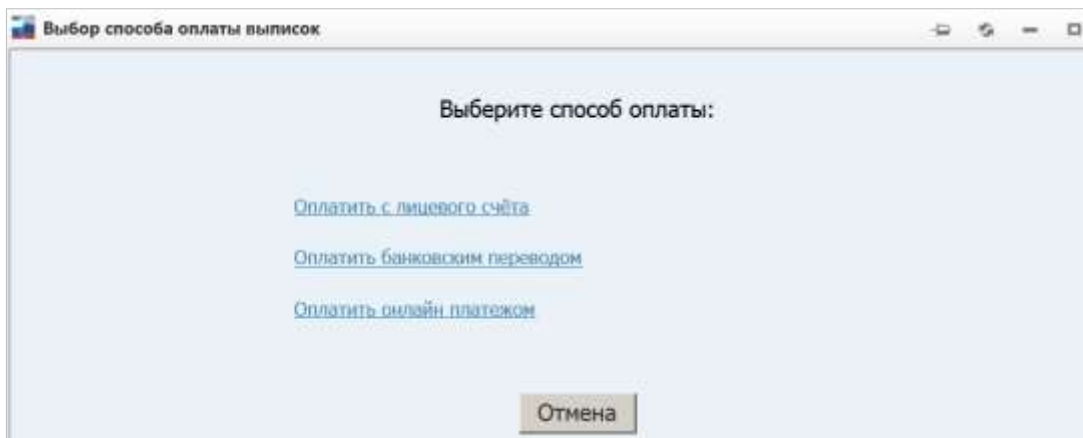 Выбор способа оплаты выписок
Выберите способ оплаты:
Оплатить с лицевого счёта
Оплатить банковским переводом
Оплатить онлайн платежом
Отмена